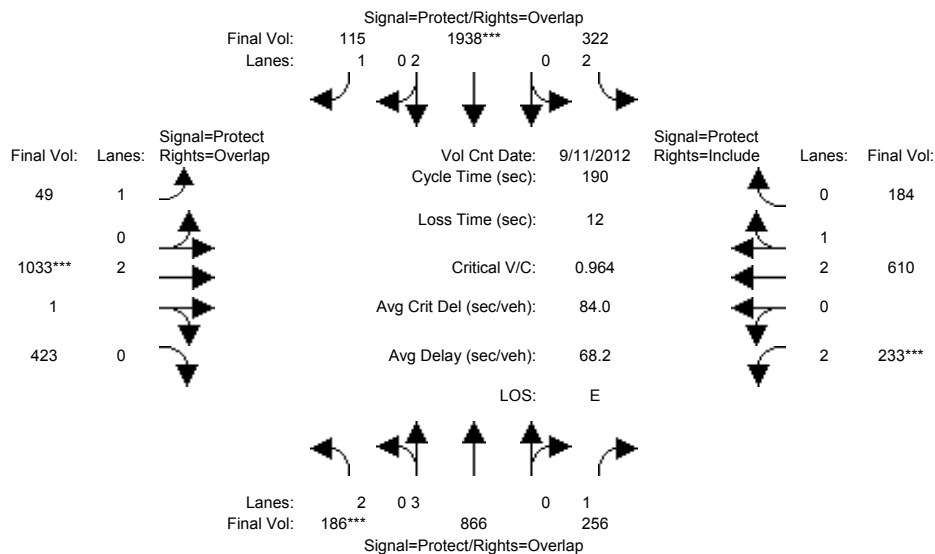 Signal=Protect/Rights=Overlap
Final Vol: 115 1938*** 322
Lanes: 1 0 2 0 2
Signal=Protect
Rights=Overlap
Final Vol: Lanes:
Vol Cnt Date: 9/11/2012
Signal=Protect
Rights=Include
Lanes: Final Vol:
Cycle Time (sec): 190
49 1
0 184
Loss Time (sec): 12
0
1
1033*** 2
Critical V/C: 0.964
2 610
1
Avg Crit Del (sec/veh): 84.0
0
423 0
Avg Delay (sec/veh): 68.2
2 233***
LOS: E
Lanes: 2 0 3 0 1
Final Vol: 186*** 866 256
Signal=Protect/Rights=Overlap